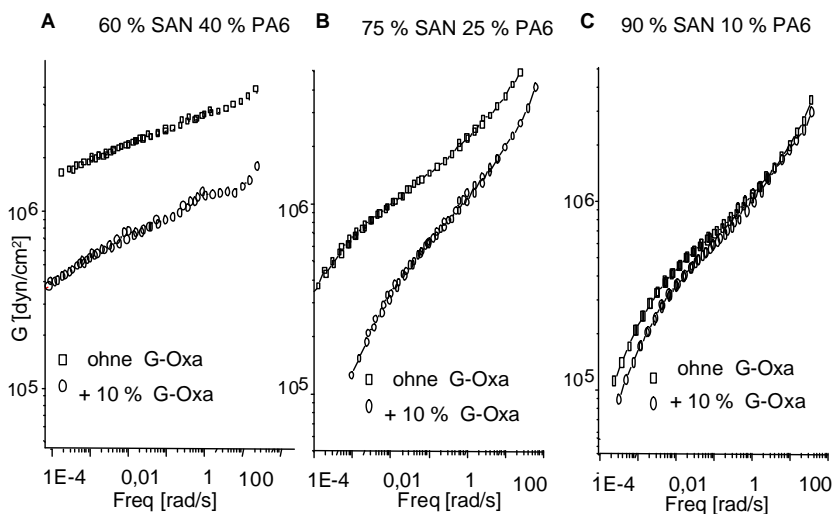 A 60 % SAN 40 % PA6
10⁶
10⁵
G [dyn/cm²]
ohne G-Oxa
+ 10 % G-Oxa
1E-4 0,01 1 100
Freq [rad/s]
B 75 % SAN 25 % PA6
10⁶
10⁵
ohne G-Oxa
+ 10 % G-Oxa
1E-4 0,01 1 100
Freq [rad/s]
C 90 % SAN 10 % PA6
10⁶
10⁵
ohne G-Oxa
+ 10 % G-Oxa
1E-4 0,01 1 100
Freq [rad/s]